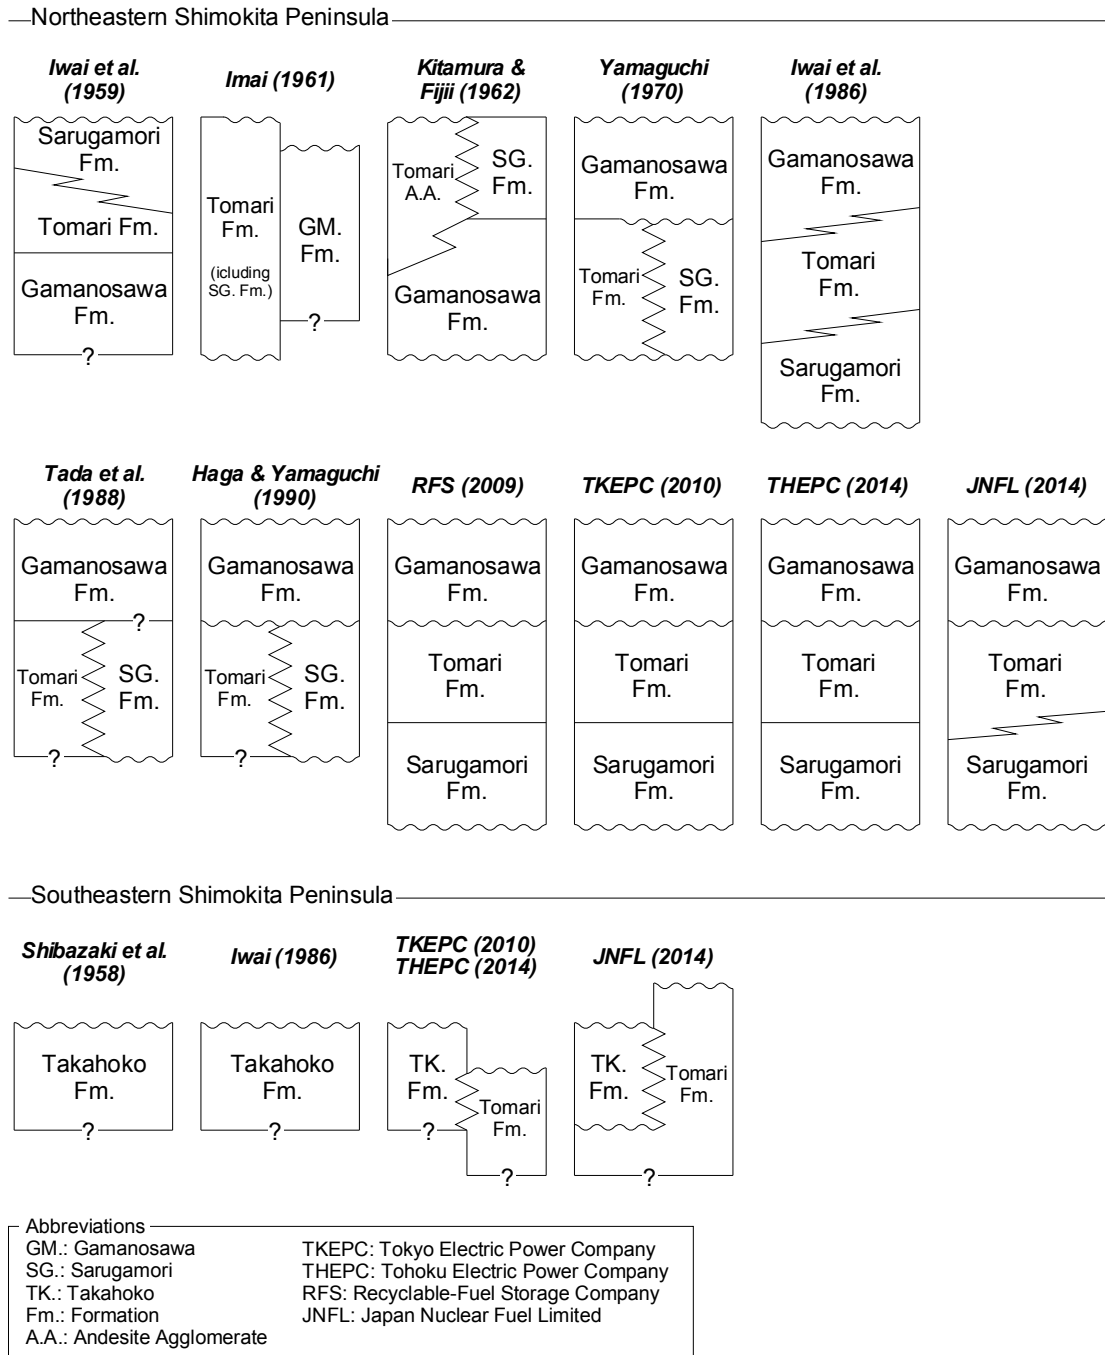 Northeastern Shimokita Peninsula
Iwai et al.
(1959)
Imai (1961)
Kitamura &
Fijii (1962)
Yamaguchi
(1970)
Iwai et al.
(1986)
Sarugamori
Fm.
Tomari Fm.
Gamanosawa
Fm.
?
Tomari
Fm.
(icluding
SG. Fm.)
GM.
Fm.
?
Tomari
A.A.
SG.
Fm.
Gamanosawa
Fm.
Gamanosawa
Fm.
Tomari
Fm.
SG.
Fm.
Gamanosawa
Fm.
Tomari
Fm.
Sarugamori
Fm.
Tada et al.
(1988)
Haga & Yamaguchi
(1990)
RFS (2009)
TKEPC (2010)
THEPC (2014)
JNFL (2014)
Gamanosawa
Fm.
?
Tomari
Fm.
SG.
Fm.
?
Gamanosawa
Fm.
Tomari
Fm.
SG.
Fm.
?
Gamanosawa
Fm.
Tomari
Fm.
Sarugamori
Fm.
Gamanosawa
Fm.
Tomari
Fm.
Sarugamori
Fm.
Gamanosawa
Fm.
Tomari
Fm.
Sarugamori
Fm.
Gamanosawa
Fm.
Tomari
Fm.
Sarugamori
Fm.
Southeastern Shimokita Peninsula
Shibazaki et al.
(1958)
Iwai (1986)
TKEPC (2010)
THEPC (2014)
JNFL (2014)
Takahoko
Fm.
?
Takahoko
Fm.
?
TK.
Fm.
?
Tomari
Fm.
?
TK.
Fm.
Tomari
Fm.
?
Abbreviations
GM.: Gamanosawa
SG.: Sarugamori
TK.: Takahoko
Fm.: Formation
A.A.: Andesite Agglomerate
TKEPC: Tokyo Electric Power Company
THEPC: Tohoku Electric Power Company
RFS: Recyclable-Fuel Storage Company
JNFL: Japan Nuclear Fuel Limited